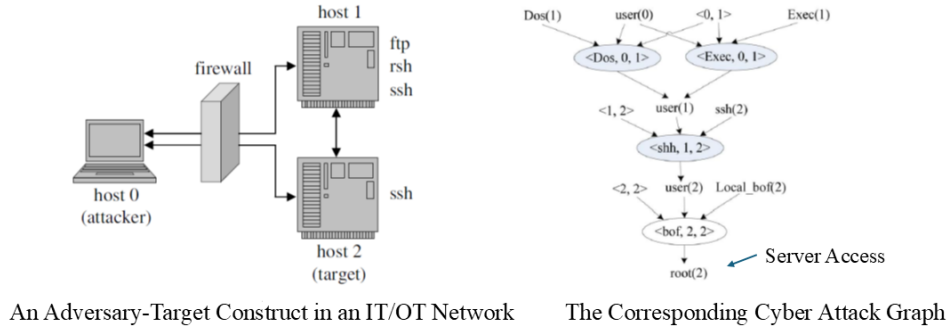 host 1
ftp
rsh
ssh
firewall
host 0
(attacker)
ssh
host 2
(target)
An Adversary-Target Construct in an IT/OT Network
Dos(1) user(0) <0, 1> Exec(1)
<Dos, 0, 1> <Exec, 0, 1>
<1, 2> user(1) ssh(2)
<shh, 1, 2>
<2, 2> user(2) Local_bof(2)
<bof, 2, 2>
Server Access
root(2)
The Corresponding Cyber Attack Graph